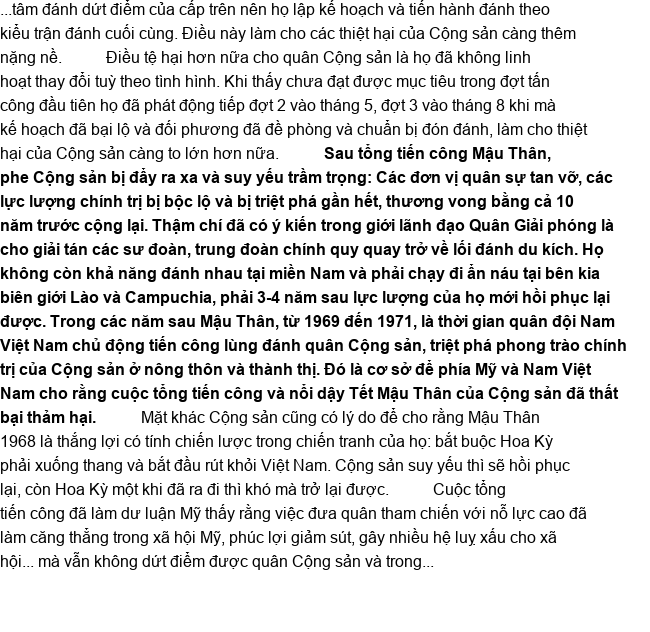 ...tâm đánh dứt điểm của cấp trên nên họ lập kế hoạch và tiến hành đánh theo
kiểu trận đánh cuối cùng. Điều này làm cho các thiệt hại của Cộng sản càng thêm
nặng nề. Điều tệ hại hơn nữa cho quân Cộng sản là họ đã không linh
hoạt thay đổi tuỳ theo tình hình. Khi thấy chưa đạt được mục tiêu trong đợt tấn
công đầu tiên họ đã phát động tiếp đợt 2 vào tháng 5, đợt 3 vào tháng 8 khi mà
kế hoạch đã bại lộ và đối phương đã đề phòng và chuẩn bị đón đánh, làm cho thiệt
hại của Cộng sản càng to lớn hơn nữa. Sau tổng tiến công Mậu Thân,
phe Cộng sản bị đẩy ra xa và suy yếu trầm trọng: Các đơn vị quân sự tan vỡ, các
lực lượng chính trị bị bộc lộ và bị triệt phá gần hết, thương vong bằng cả 10
năm trước cộng lại. Thậm chí đã có ý kiến trong giới lãnh đạo Quân Giải phóng là
cho giải tán các sư đoàn, trung đoàn chính quy quay trở về lối đánh du kích. Họ
không còn khả năng đánh nhau tại miền Nam và phải chạy đi ẩn náu tại bên kia
biên giới Lào và Campuchia, phải 3-4 năm sau lực lượng của họ mới hồi phục lại
được. Trong các năm sau Mậu Thân, từ 1969 đến 1971, là thời gian quân đội Nam
Việt Nam chủ động tiến công lùng đánh quân Cộng sản, triệt phá phong trào chính
trị của Cộng sản ở nông thôn và thành thị. Đó là cơ sở để phía Mỹ và Nam Việt
Nam cho rằng cuộc tổng tiến công và nổi dậy Tết Mậu Thân của Cộng sản đã thất
bại thảm hại. Mặt khác Cộng sản cũng có lý do để cho rằng Mậu Thân
1968 là thắng lợi có tính chiến lược trong chiến tranh của họ: bắt buộc Hoa Kỳ
phải xuống thang và bắt đầu rút khỏi Việt Nam. Cộng sản suy yếu thì sẽ hồi phục
lại, còn Hoa Kỳ một khi đã ra đi thì khó mà trở lại được. Cuộc tổng
tiến công đã làm dư luận Mỹ thấy rằng việc đưa quân tham chiến với nỗ lực cao đã
làm căng thẳng trong xã hội Mỹ, phúc lợi giảm sút, gây nhiều hệ luỵ xấu cho xã
hội... mà vẫn không dứt điểm được quân Cộng sản và trong...